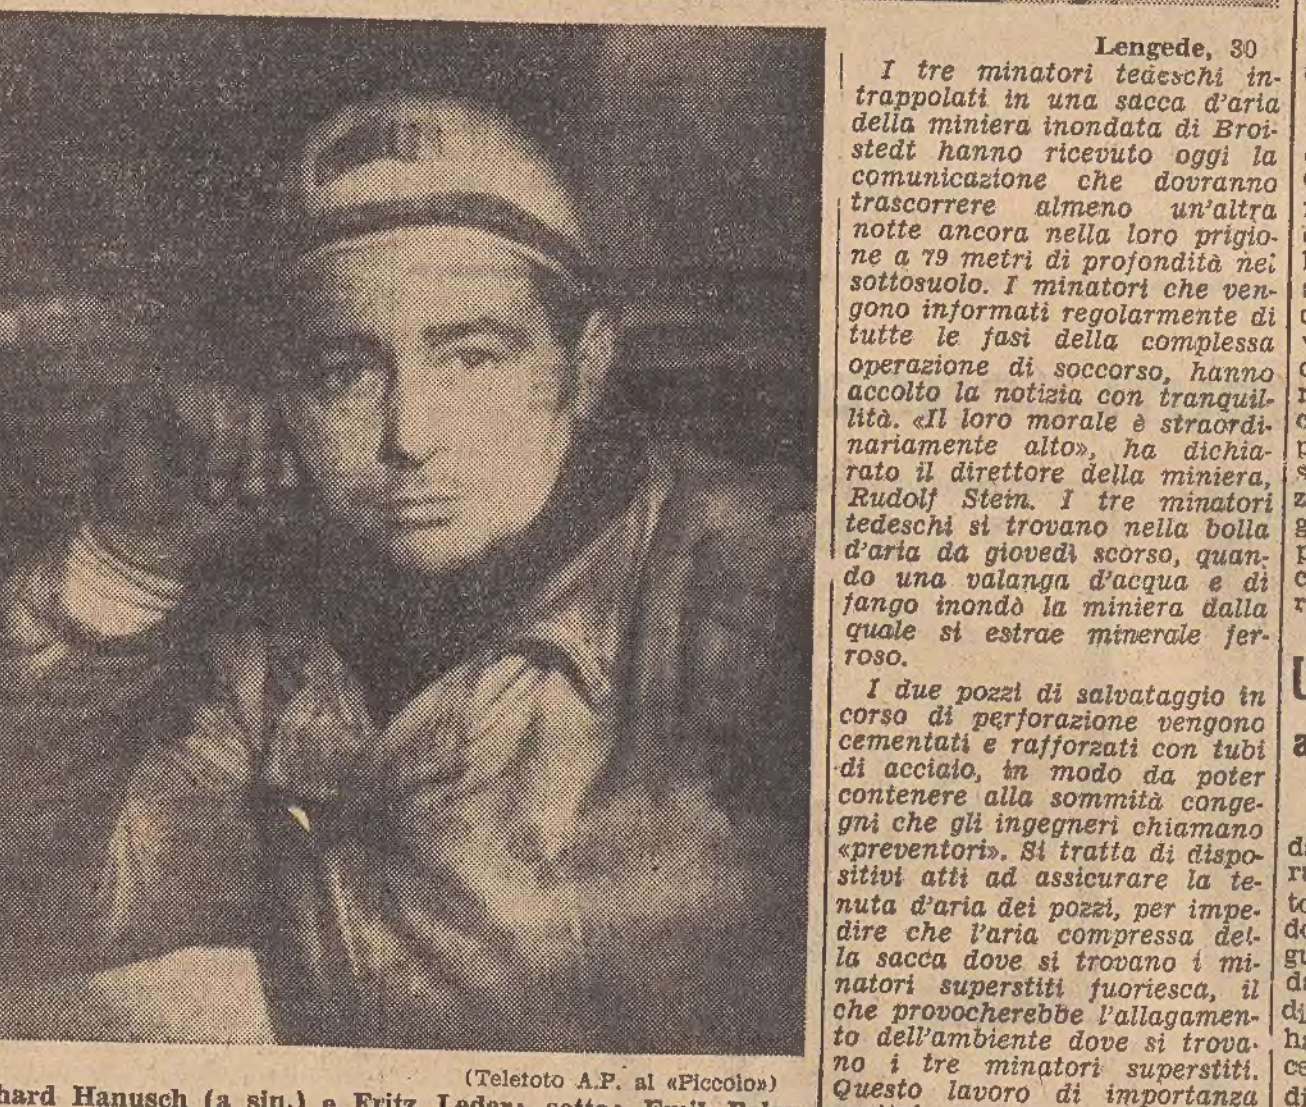 Lengede, 30
I tre minatori tedeschi in-
trappolati in una sacca d'aria
della miniera inondata di Broi-
stedt hanno ricevuto oggi la
comunicazione che dovranno
trascorrere almeno un'altra
notte ancora nella loro prigio-
ne a 79 metri di profondità nel
sottosuolo. I minatori che ven-
gono informati regolarmente di
tutte le fasi della complessa
operazione di soccorso, hanno
accolto la notizia con tranquil-
lità. «Il loro morale è straordi-
nariamente alto», ha dichia-
rato il direttore della miniera,
Rudolf Stein. I tre minatori
tedeschi si trovano nella bolla
d'aria da giovedì scorso, quan-
do una valanga d'acqua e di
fango inondò la miniera dalla
quale si estrae minerale fer-
roso.
I due pozzi di salvataggio in
corso di perforazione vengono
cementati e rafforzati con tubi
di acciaio, in modo da poter
contenere alla sommità conge-
gni che gli ingegneri chiamano
«preventori». Si tratta di dispo-
sitivi atti ad assicurare la te-
nuta d'aria dei pozzi, per impe-
dire che l'aria compressa del-
la sacca dove si trovano i mi-
natori superstiti fuoriesca, il
che provocherebbe l'allagamen-
to dell'ambiente dove si trova-
no i tre minatori superstiti.
Questo lavoro di importanza
(Telefoto A.P. al «Piccolo»)
hard Hanusch (a sin.) e Fritz